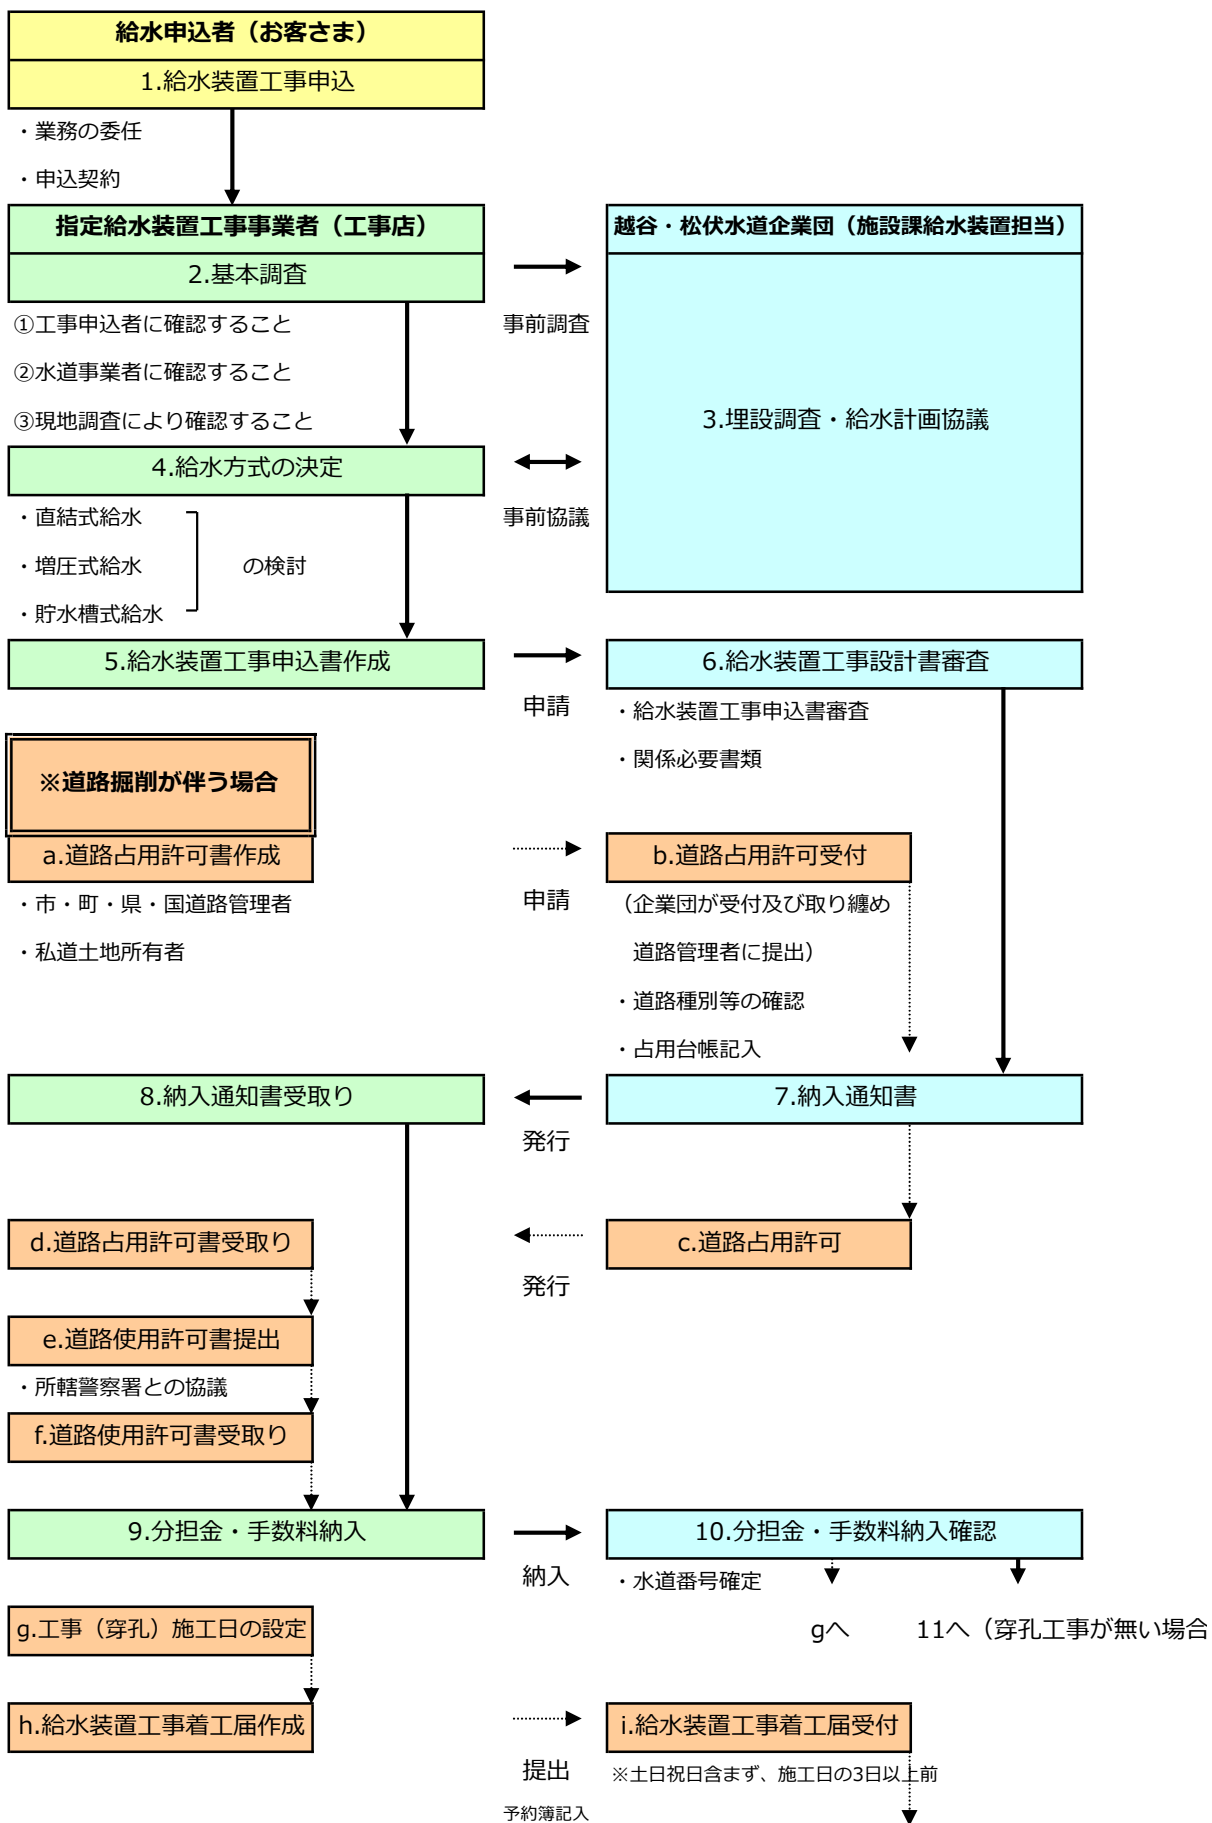 給水申込者（お客さま）
1.給水装置工事申込
・業務の委任
・申込契約
指定給水装置工事事業者（工事店）
越谷・松伏水道企業団（施設課給水装置担当）
2.基本調査
①工事申込者に確認すること
事前調査
②水道事業者に確認すること
③現地調査により確認すること
3.埋設調査・給水計画協議
4.給水方式の決定
・直結式給水
事前協議
・増圧式給水
の検討
・貯水槽式給水
5.給水装置工事申込書作成
6.給水装置工事設計書審査
申請
・給水装置工事申込書審査
・関係必要書類
※道路掘削が伴う場合
a.道路占用許可書作成
b.道路占用許可受付
・市・町・県・国道路管理者
申請
（企業団が受付及び取り纏め
・私道土地所有者
道路管理者に提出）
・道路種別等の確認
・占用台帳記入
8.納入通知書受取り
7.納入通知書
発行
d.道路占用許可書受取り
c.道路占用許可
発行
e.道路使用許可書提出
・所轄警察署との協議
f.道路使用許可書受取り
9.分担金・手数料納入
10.分担金・手数料納入確認
納入
・水道番号確定
g.工事（穿孔）施工日の設定
gへ
11へ（穿孔工事が無い場合
h.給水装置工事着工届作成
i.給水装置工事着工届受付
提出
※土日祝日含まず、施工日の3日以上前
予約簿記入